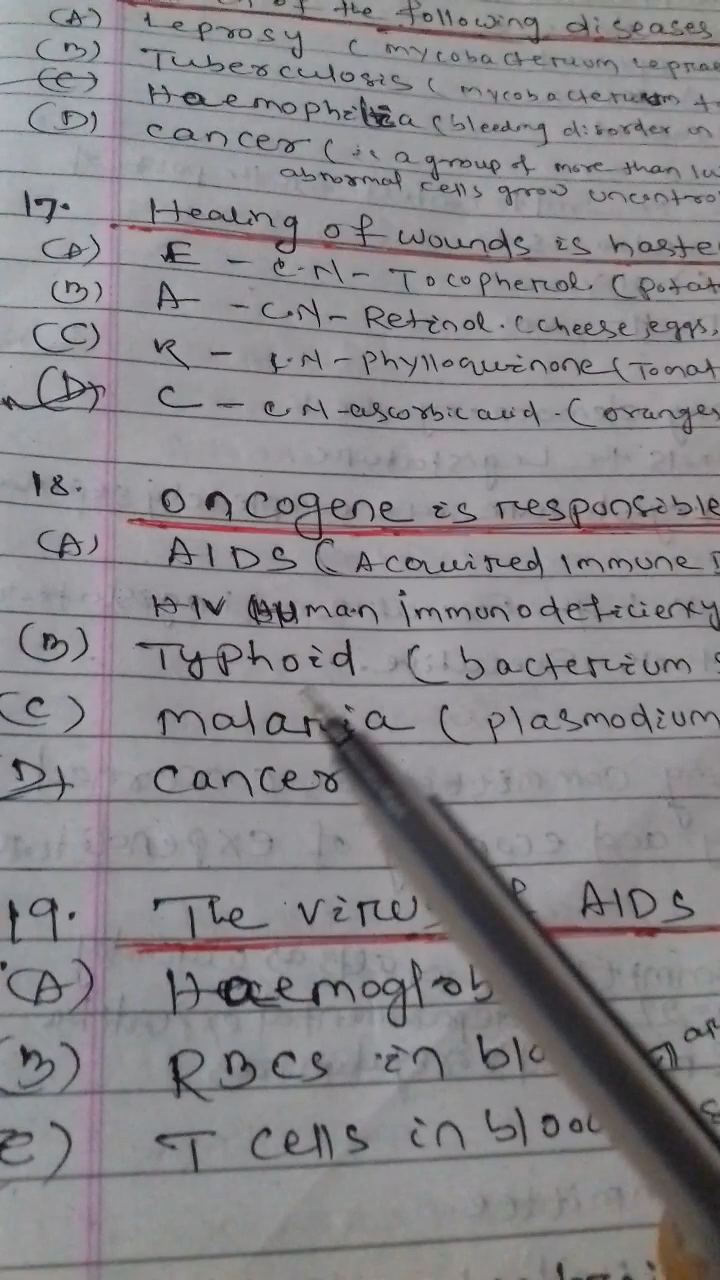 of the following diseases
(A) Leprosy (mycobacterium leprae
(B) Tuberculosis (mycobacterium
(C) Haemophilia (bleeding disorder
(D) cancer (is a group of more than
abnormal cells grow uncontro
17. Healing of wounds is haste
(A) E - C.N - Tocopherol. (Potat
(B) A - C.N - Retinol. (cheese, eggs,
(C) K - C.N - Phylloquinone (Tomat
(D) C - C.N - ascorbic acid - (oranges
18. Oncogene is responsible
(A) AIDS (Acquired Immune
HIV Human immunodeficiency
(B) Typhoid. (bacterium
(C) malaria (plasmodium
(D) cancer
19. The viru AIDS
(A) Haemoglob
(B) RBCs in blo
(C) T cells in bloo